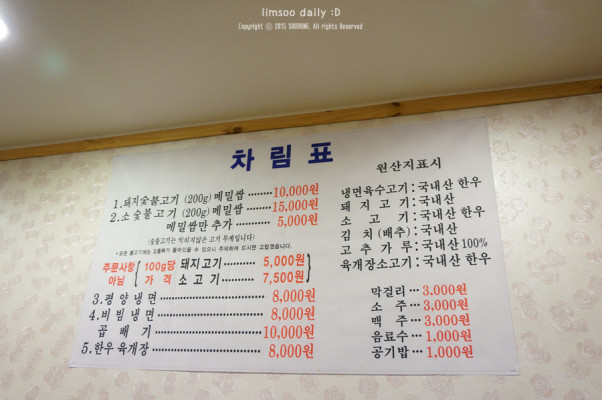 limsoo daily :D
Copyright ⓒ 2015 SOOBONG. All rights Reserved
차림표
1.돼지숯불고기 (200g) 메밀쌈 ········ 10,000원
2.소숯불고기 (200g) 메밀쌈 ········ 15,000원
메밀쌈만 추가 ········ 5,000원
(숯불고기는 익히지않은 고기 무게입니다)
주문사항 아님 100g당 가격 돼지고기 ········ 5,000원
소고기 ········ 7,500원
3.평양냉면 ········ 8,000원
4.비빔냉면 ········ 8,000원
곱빼기 ········ 10,000원
5.한우육개장 ········ 8,000원
원산지표시
냉면육수고기 : 국내산 한우
돼지고기 : 국내산
소고기 : 국내산 한우
김치(배추) : 국내산
고추가루 : 국내산100%
육개장소고기 : 국내산 한우
막걸리 ··· 3,000원
소주 ··· 3,000원
맥주 ··· 3,000원
음료수 ··· 1,000원
공기밥 ··· 1,000원